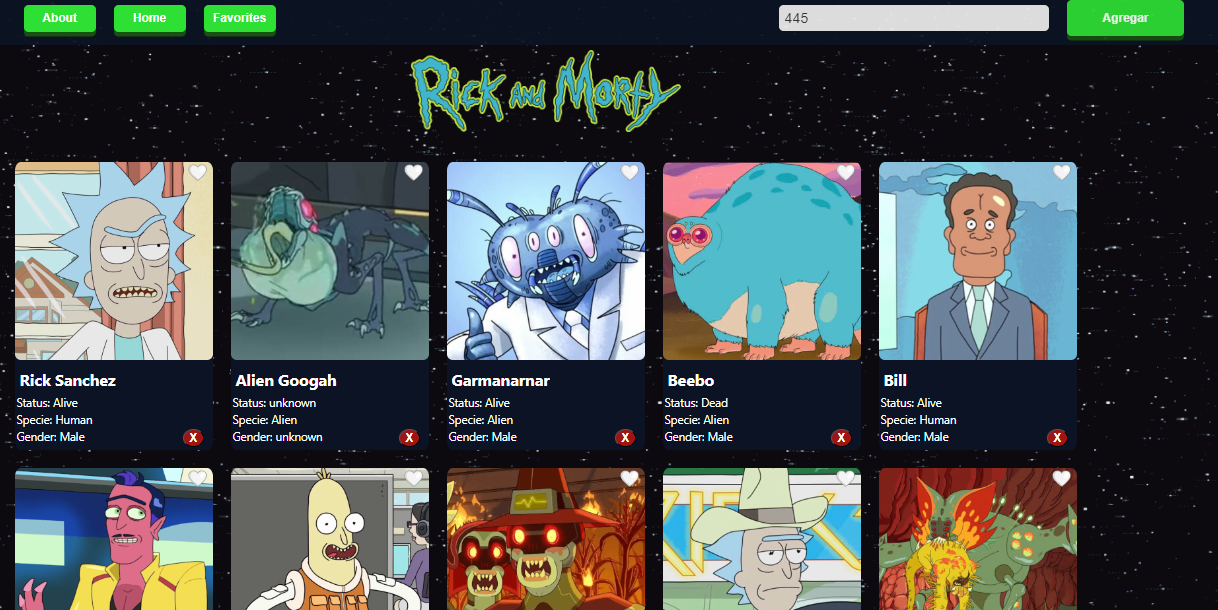 About Home Favorites 445 Agregar
Rick and Morty
Rick Sanchez
Status: Alive
Specie: Human
Gender: Male
X
Alien Googah
Status: unknown
Specie: Alien
Gender: unknown
X
Garmanarnar
Status: Alive
Specie: Alien
Gender: Male
X
Beebo
Status: Dead
Specie: Alien
Gender: Male
X
Bill
Status: Alive
Specie: Human
Gender: Male
X